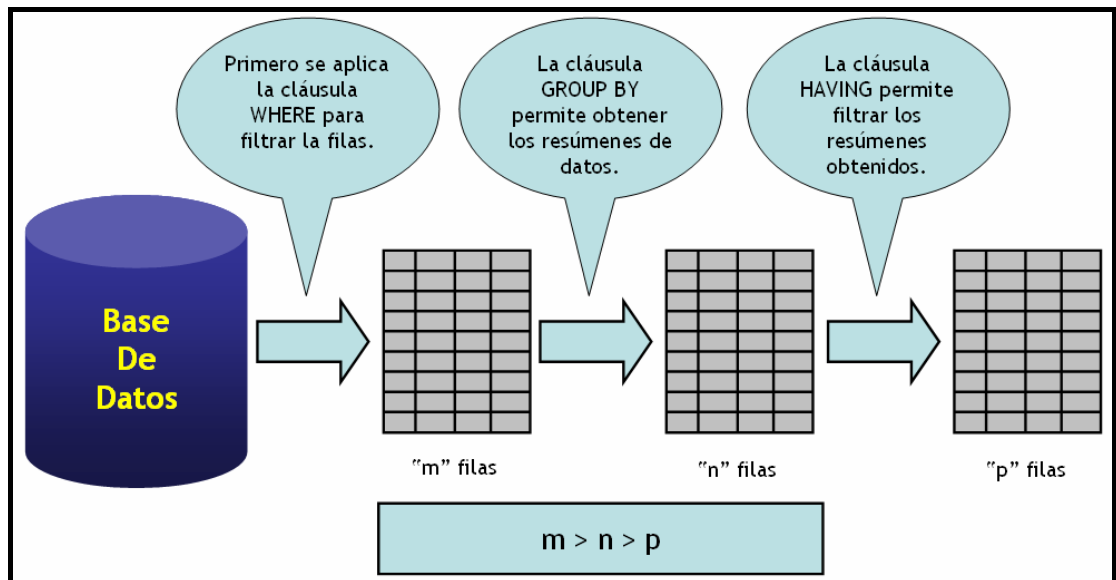 Primero se aplica
la cláusula
WHERE para
filtrar la filas.
La cláusula
GROUP BY
permite obtener
los resúmenes de
datos.
La cláusula
HAVING permite
filtrar los
resúmenes
obtenidos.
Base
De
Datos
“m” filas
“n” filas
“p” filas
m > n > p